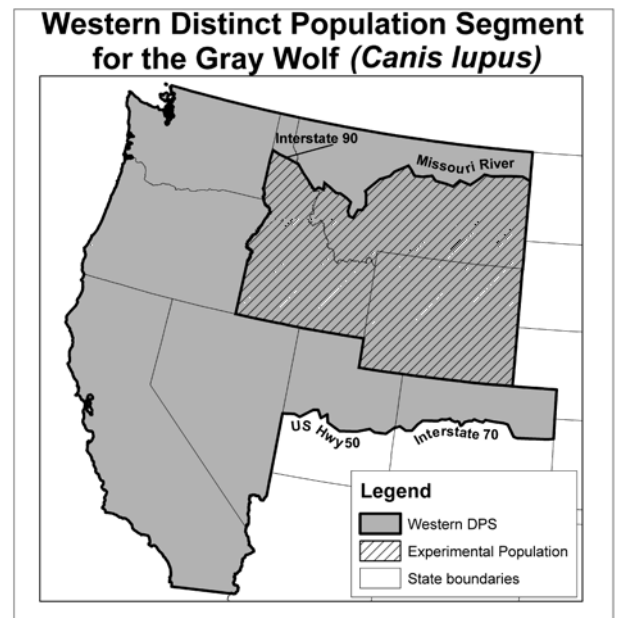 Western Distinct Population Segment
for the Gray Wolf (Canis lupus)
Interstate 90
Missouri River
US Hwy 50
Interstate 70
Legend
Western DPS
Experimental Population
State boundaries